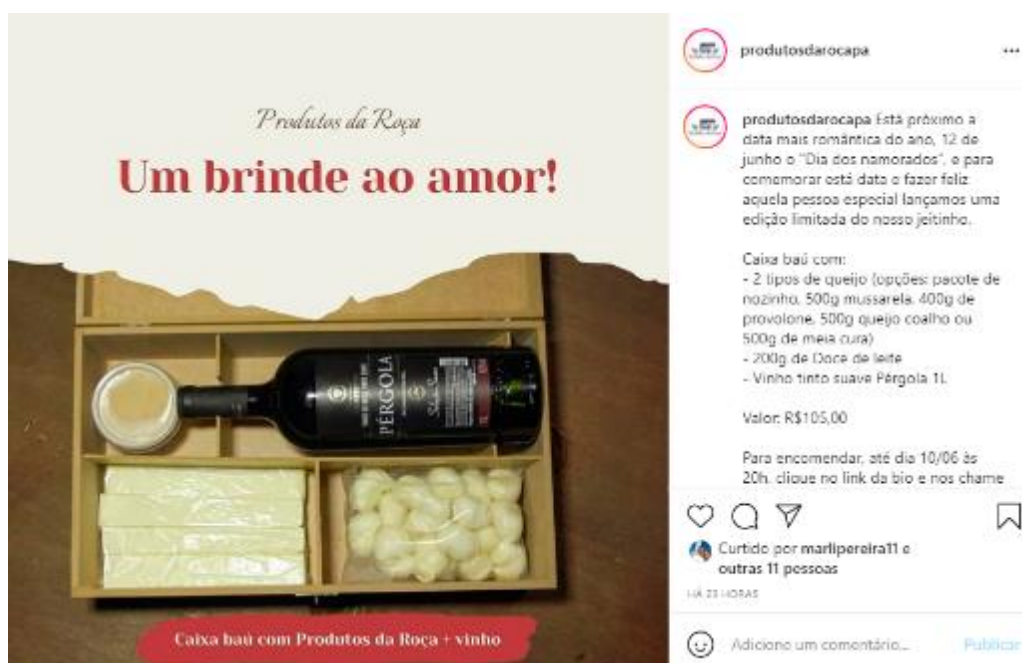 Produtos da Roça
Um brinde ao amor!
PÉRGOLA
Caixa baú com Produtos da Roça + vinho
produtosdarocapa
produtosdarocapa Está próximo a
data mais romântica do ano, 12 de
junho o "Dia dos namorados", e para
comemorar está data e fazer feliz
aquela pessoa especial lançamos uma
edição limitada do nosso jeitinho.
Caixa baú com:
- 2 tipos de queijo (opções: pacote de
nozinho, 500g mussarela, 400g de
provolone, 500g queijo coalho ou
500g de meia cura)
- 200g de Doce de leite
- Vinho tinto suave Pérgola 1L
Valor: R$105,00
Para encomendar, até dia 10/06 às
20h, clique no link da bio e nos chame
Curtido por marlipereira11 e
outras 11 pessoas
HÁ 23 HORAS
Adicione um comentário...
Publicar